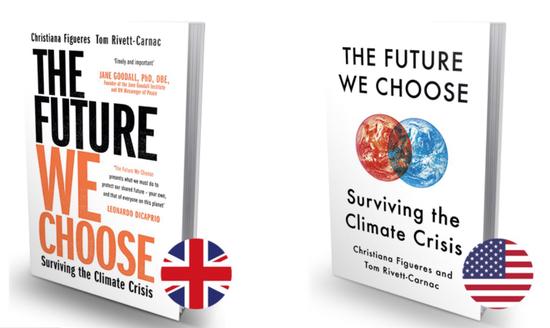 Christiana Figueres Tom Rivett-Carnac
'Timely and important'
JANE GOODALL, PhD, DBE,
Founder of the Jane Goodall Institute
and UN Messenger of Peace
THE
FUTURE
WE
CHOOSE
'The Future We Choose
presents what we must do to
protect our shared future – your own,
and that of everyone on this planet'
LEONARDO DICAPRIO
Surviving the Climate Crisis
THE FUTURE
WE CHOOSE
Surviving the
Climate Crisis
Christiana Figueres and
Tom Rivett-Carnac